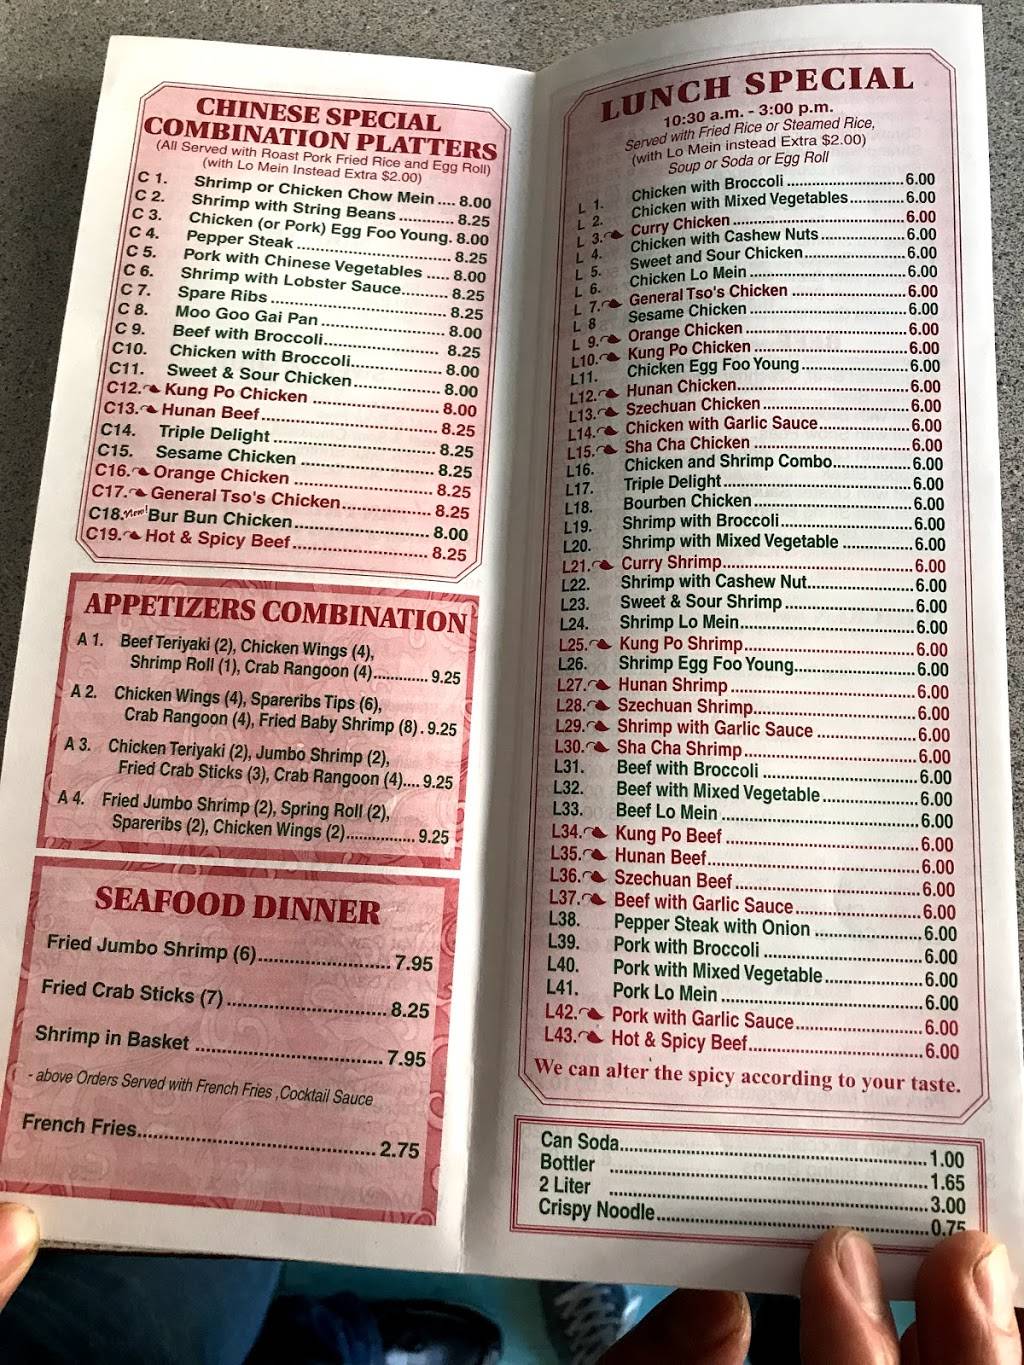 CHINESE SPECIAL
COMBINATION PLATTERS
(All Served with Roast Pork Fried Rice and Egg Roll)
(with Lo Mein Instead Extra $2.00)
C 1. Shrimp or Chicken Chow Mein .... 8.00
C 2. Shrimp with String Beans .......... 8.25
C 3. Chicken (or Pork) Egg Foo Young. 8.00
C 4. Pepper Steak ............................ 8.25
C 5. Pork with Chinese Vegetables ..... 8.00
C 6. Shrimp with Lobster Sauce.......... 8.25
C 7. Spare Ribs ................................ 8.25
C 8. Moo Goo Gai Pan ...................... 8.00
C 9. Beef with Broccoli...................... 8.25
C10. Chicken with Broccoli................. 8.00
C11. Sweet & Sour Chicken................ 8.00
C12. Kung Po Chicken ...................... 8.00
C13. Hunan Beef............................... 8.25
C14. Triple Delight ............................ 8.25
C15. Sesame Chicken ....................... 8.25
C16. Orange Chicken ........................ 8.25
C17. General Tso's Chicken................ 8.25
C18. New! Bur Bun Chicken..................... 8.00
C19. Hot & Spicy Beef....................... 8.25
APPETIZERS COMBINATION
A 1. Beef Teriyaki (2), Chicken Wings (4),
Shrimp Roll (1), Crab Rangoon (4)............ 9.25
A 2. Chicken Wings (4), Spareribs Tips (6),
Crab Rangoon (4), Fried Baby Shrimp (8) . 9.25
A 3. Chicken Teriyaki (2), Jumbo Shrimp (2),
Fried Crab Sticks (3), Crab Rangoon (4).... 9.25
A 4. Fried Jumbo Shrimp (2), Spring Roll (2),
Spareribs (2), Chicken Wings (2)............... 9.25
SEAFOOD DINNER
Fried Jumbo Shrimp (6)....................... 7.95
Fried Crab Sticks (7) ............................ 8.25
Shrimp in Basket ................................. 7.95
- above Orders Served with French Fries ,Cocktail Sauce
French Fries.......................................... 2.75
LUNCH SPECIAL
10:30 a.m. - 3:00 p.m.
Served with Fried Rice or Steamed Rice,
(with Lo Mein instead Extra $2.00)
Soup or Soda or Egg Roll
L 1. Chicken with Broccoli ............................6.00
L 2. Chicken with Mixed Vegetables.............6.00
L 3. Curry Chicken .......................................6.00
L 4. Chicken with Cashew Nuts ...................6.00
L 5. Sweet and Sour Chicken.......................6.00
L 6. Chicken Lo Mein ...................................6.00
L 7. General Tso's Chicken .........................6.00
L 8 Sesame Chicken ..................................6.00
L 9. Orange Chicken ...................................6.00
L10. Kung Po Chicken .................................6.00
L11. Chicken Egg Foo Young.......................6.00
L12. Hunan Chicken.....................................6.00
L13. Szechuan Chicken ...............................6.00
L14. Chicken with Garlic Sauce...................6.00
L15. Sha Cha Chicken .................................6.00
L16. Chicken and Shrimp Combo.................6.00
L17. Triple Delight ........................................6.00
L18. Bourben Chicken ..................................6.00
L19. Shrimp with Broccoli.............................6.00
L20. Shrimp with Mixed Vegetable ..............6.00
L21. Curry Shrimp.........................................6.00
L22. Shrimp with Cashew Nut.......................6.00
L23. Sweet & Sour Shrimp ............................6.00
L24. Shrimp Lo Mein.....................................6.00
L25. Kung Po Shrimp....................................6.00
L26. Shrimp Egg Foo Young.........................6.00
L27. Hunan Shrimp .......................................6.00
L28. Szechuan Shrimp..................................6.00
L29. Shrimp with Garlic Sauce .....................6.00
L30. Sha Cha Shrimp ...................................6.00
L31. Beef with Broccoli .................................6.00
L32. Beef with Mixed Vegetable ...................6.00
L33. Beef Lo Mein .........................................6.00
L34. Kung Po Beef ........................................6.00
L35. Hunan Beef...........................................6.00
L36. Szechuan Beef......................................6.00
L37. Beef with Garlic Sauce..........................6.00
L38. Pepper Steak with Onion ......................6.00
L39. Pork with Broccoli .................................6.00
L40. Pork with Mixed Vegetable....................6.00
L41. Pork Lo Mein .........................................6.00
L42. Pork with Garlic Sauce..........................6.00
L43. Hot & Spicy Beef....................................6.00
We can alter the spicy according to your taste.
Can Soda......................................................1.00
Bottler ..........................................................1.65
2 Liter ...........................................................3.00
Crispy Noodle...............................................0.75